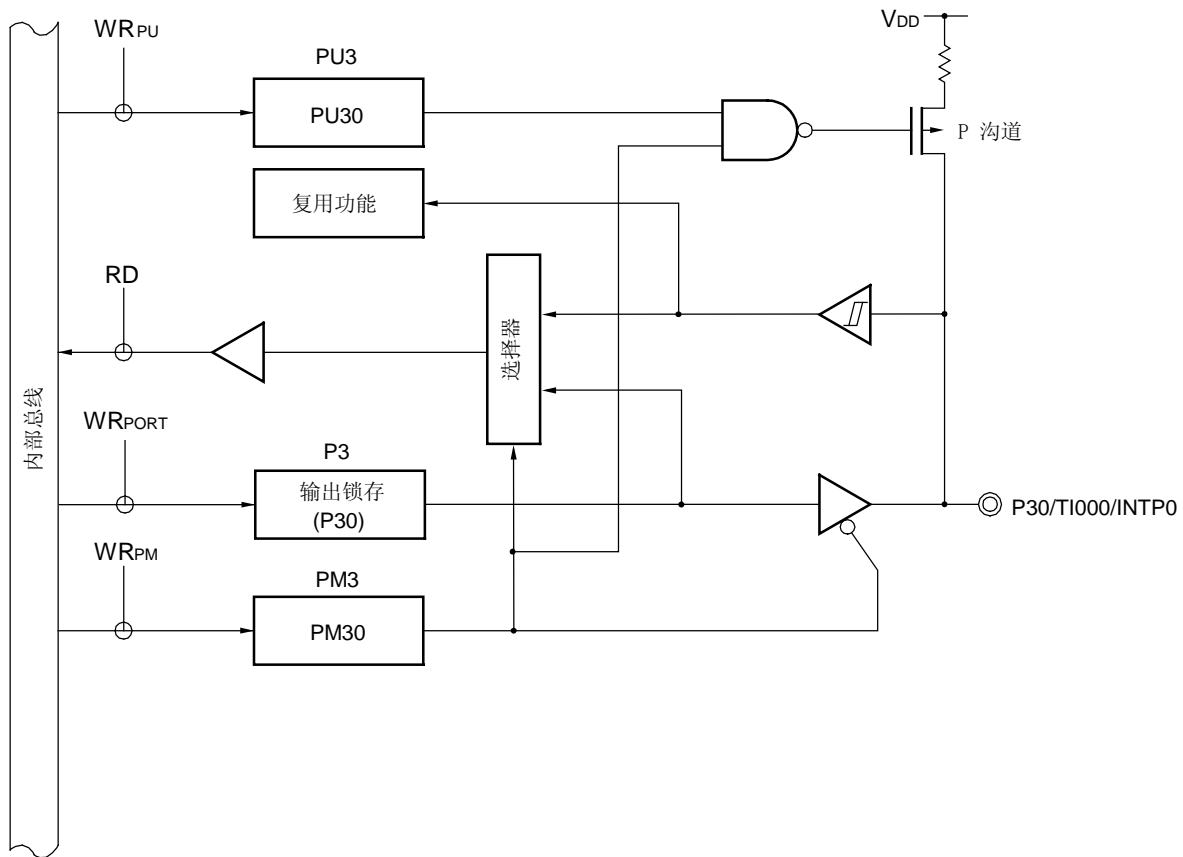 WRPU
PU3
PU30
VDD
P 沟道
复用功能
RD
选择器
内部总线
WRPORT
P3
输出锁存
(P30)
P30/TI000/INTP0
WRPM
PM3
PM30